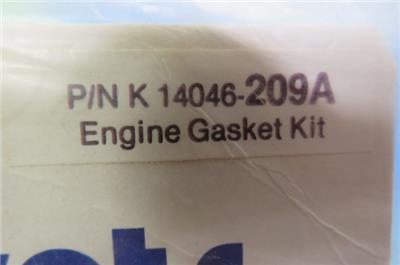 P/N K 14046-209A
Engine Gasket Kit